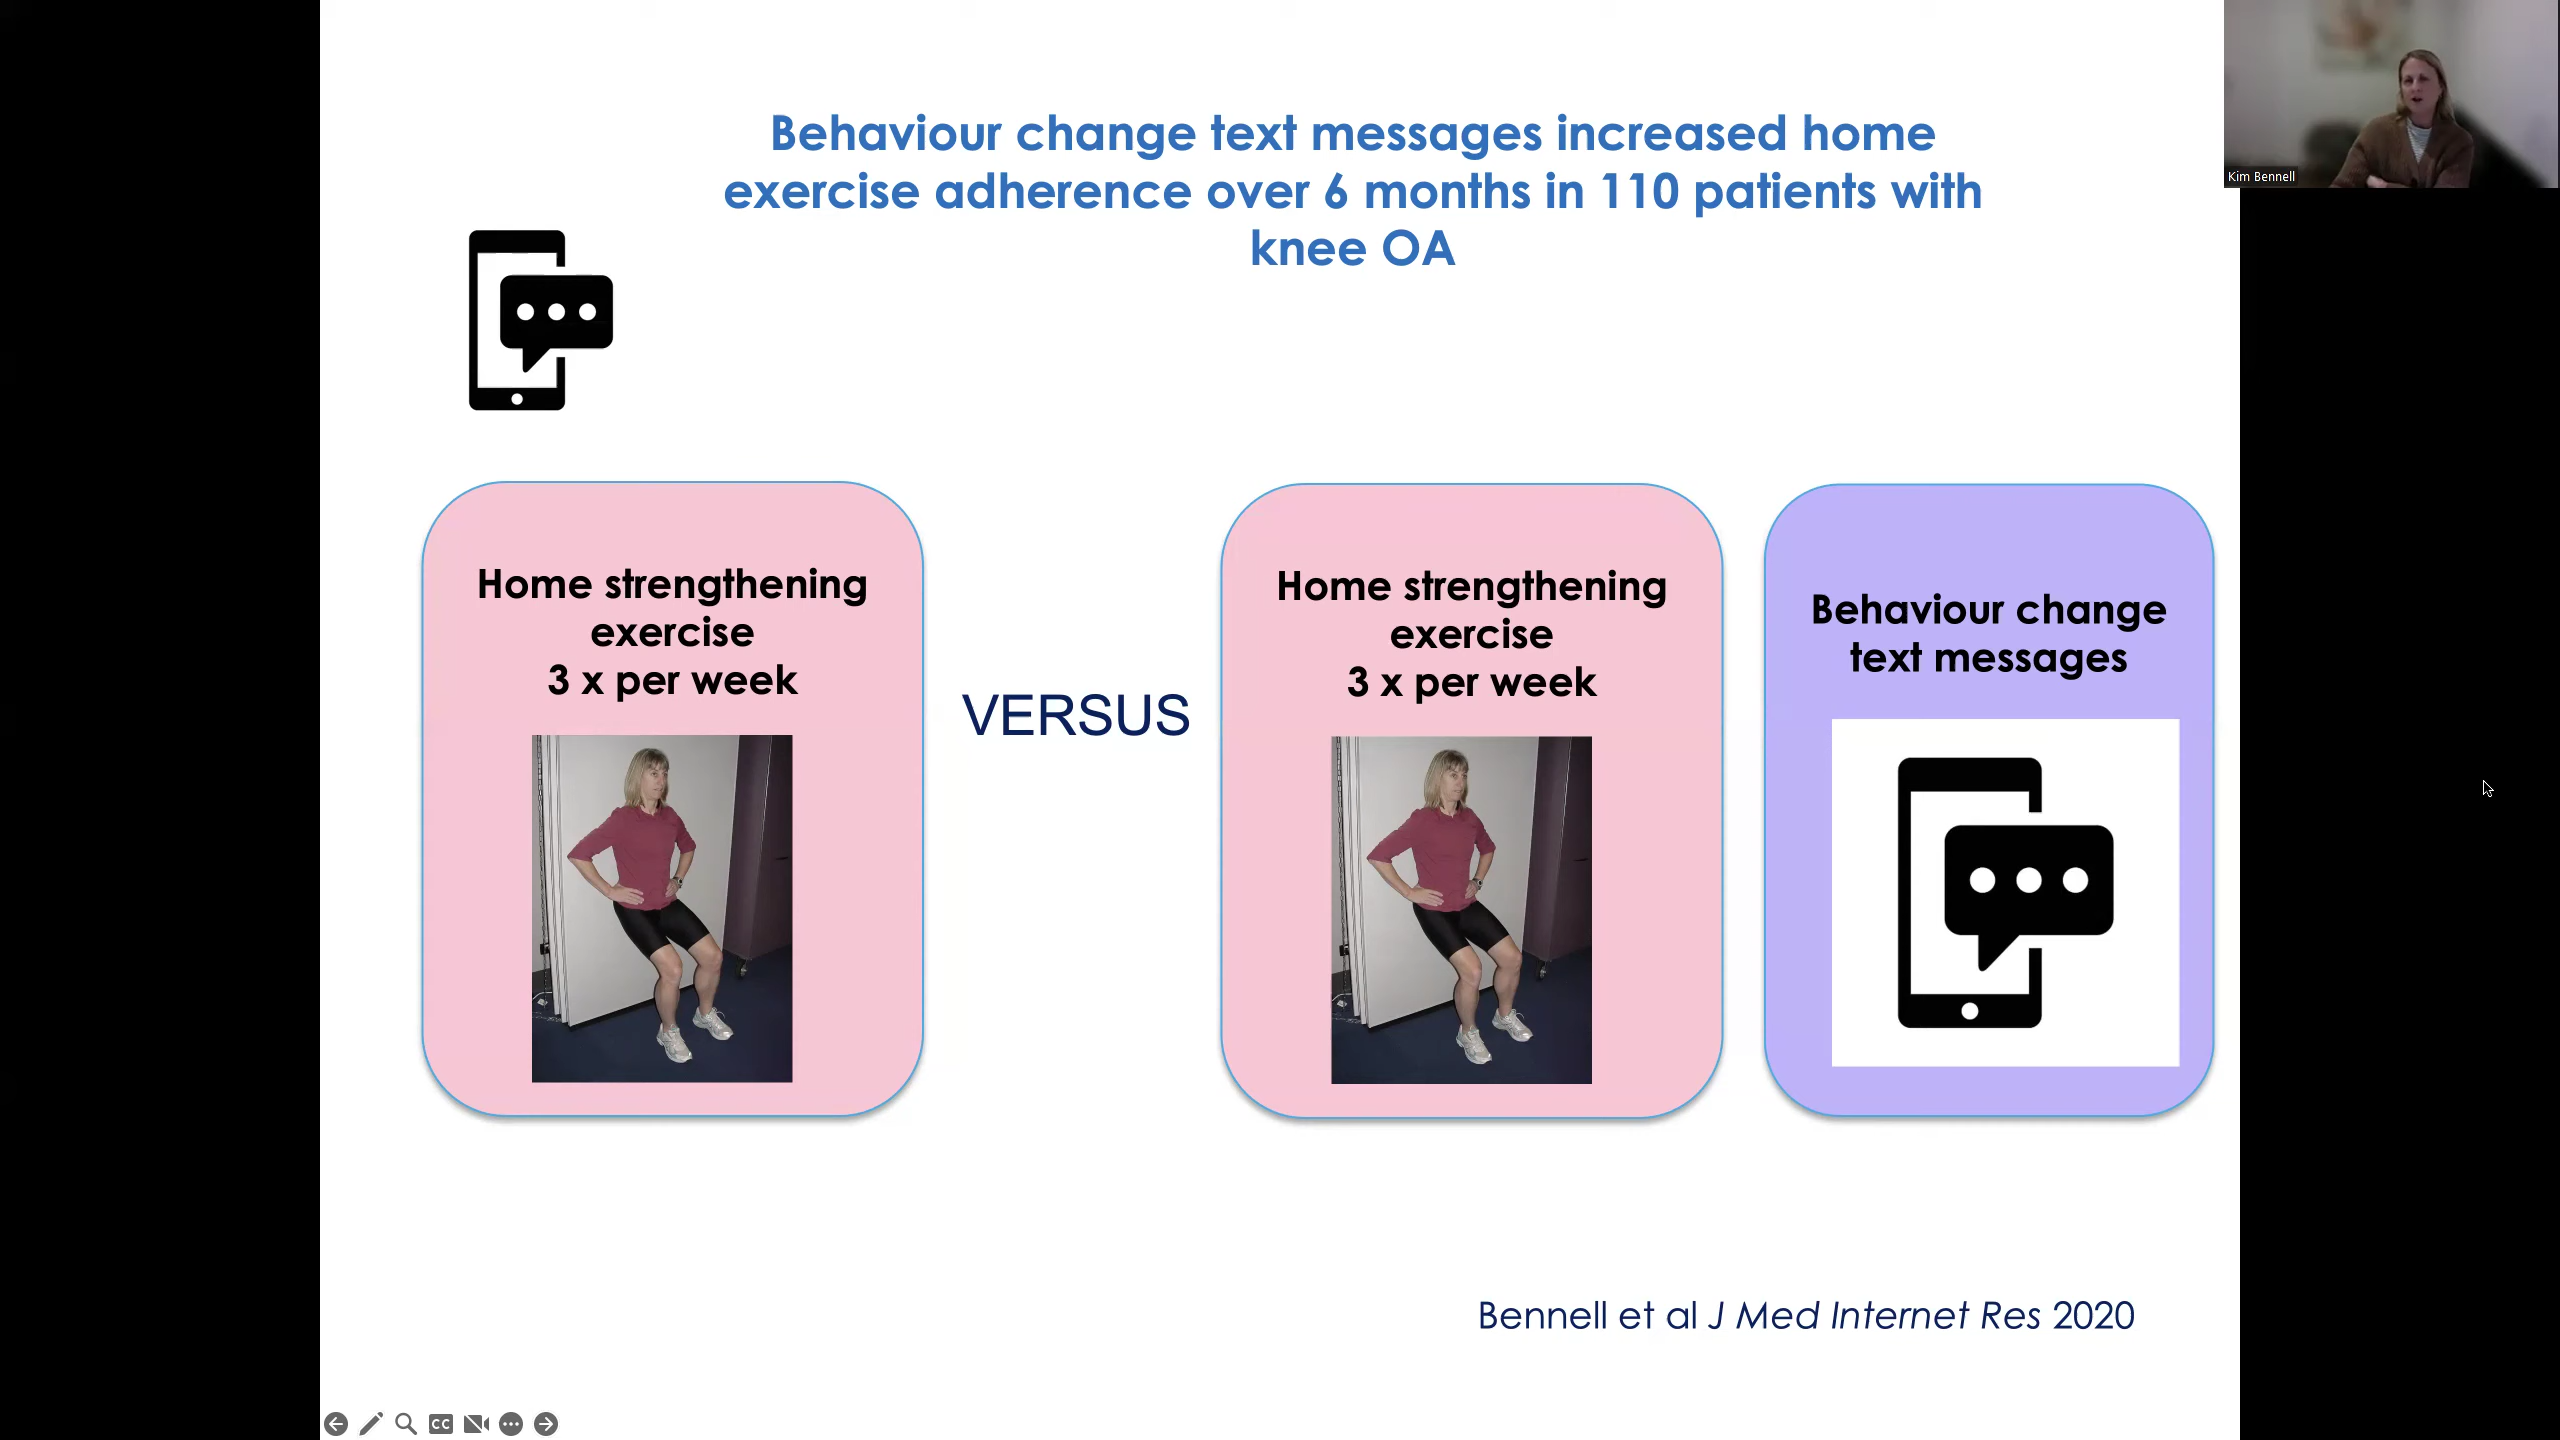 Behaviour change text messages increased home
exercise adherence over 6 months in 110 patients with
knee OA
Kim Bennell
Home strengthening
exercise
3 x per week
VERSUS
Home strengthening
exercise
3 x per week
Behaviour change
text messages
Bennell et al J Med Internet Res 2020
CC